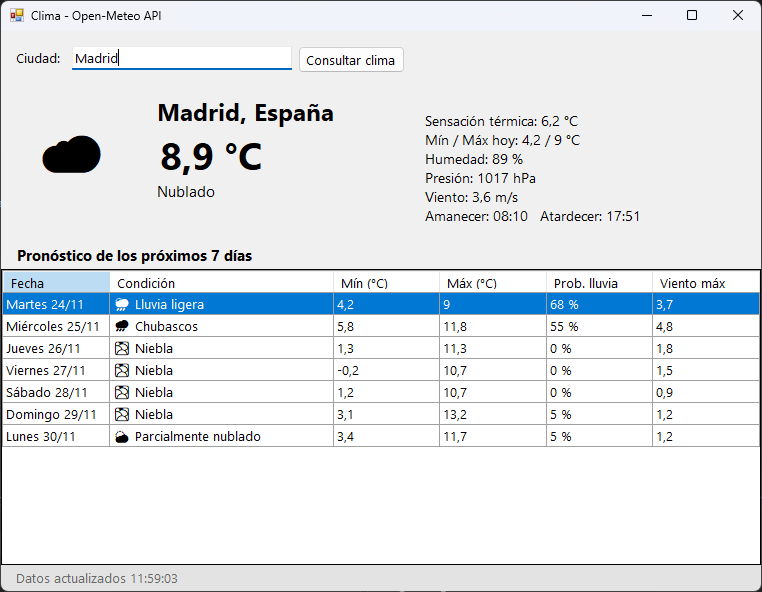 Clima - Open-Meteo API
Ciudad: Madrid Consultar clima
Madrid, España
8,9 °C
Nublado
Sensación térmica: 6,2 °C
Mín / Máx hoy: 4,2 / 9 °C
Humedad: 89 %
Presión: 1017 hPa
Viento: 3,6 m/s
Amanecer: 08:10 Atardecer: 17:51
Pronóstico de los próximos 7 días
Fecha Condición Mín (°C) Máx (°C) Prob. lluvia Viento máx
Martes 24/11 Lluvia ligera 4,2 9 68 % 3,7
Miércoles 25/11 Chubascos 5,8 11,8 55 % 4,8
Jueves 26/11 Niebla 1,3 11,3 0 % 1,8
Viernes 27/11 Niebla -0,2 10,7 0 % 1,5
Sábado 28/11 Niebla 1,2 10,7 0 % 0,9
Domingo 29/11 Niebla 3,1 13,2 5 % 1,2
Lunes 30/11 Parcialmente nublado 3,4 11,7 5 % 1,2
Datos actualizados 11:59:03